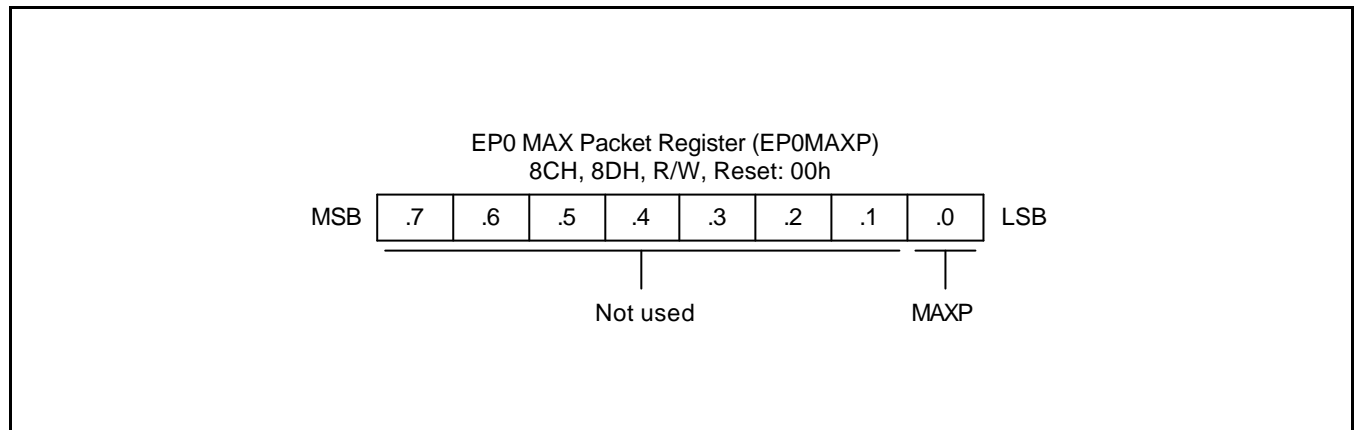 EP0 MAX Packet Register (EP0MAXP)
8CH, 8DH, R/W, Reset: 00h
MSB .7 .6 .5 .4 .3 .2 .1 .0 LSB
Not used MAXP